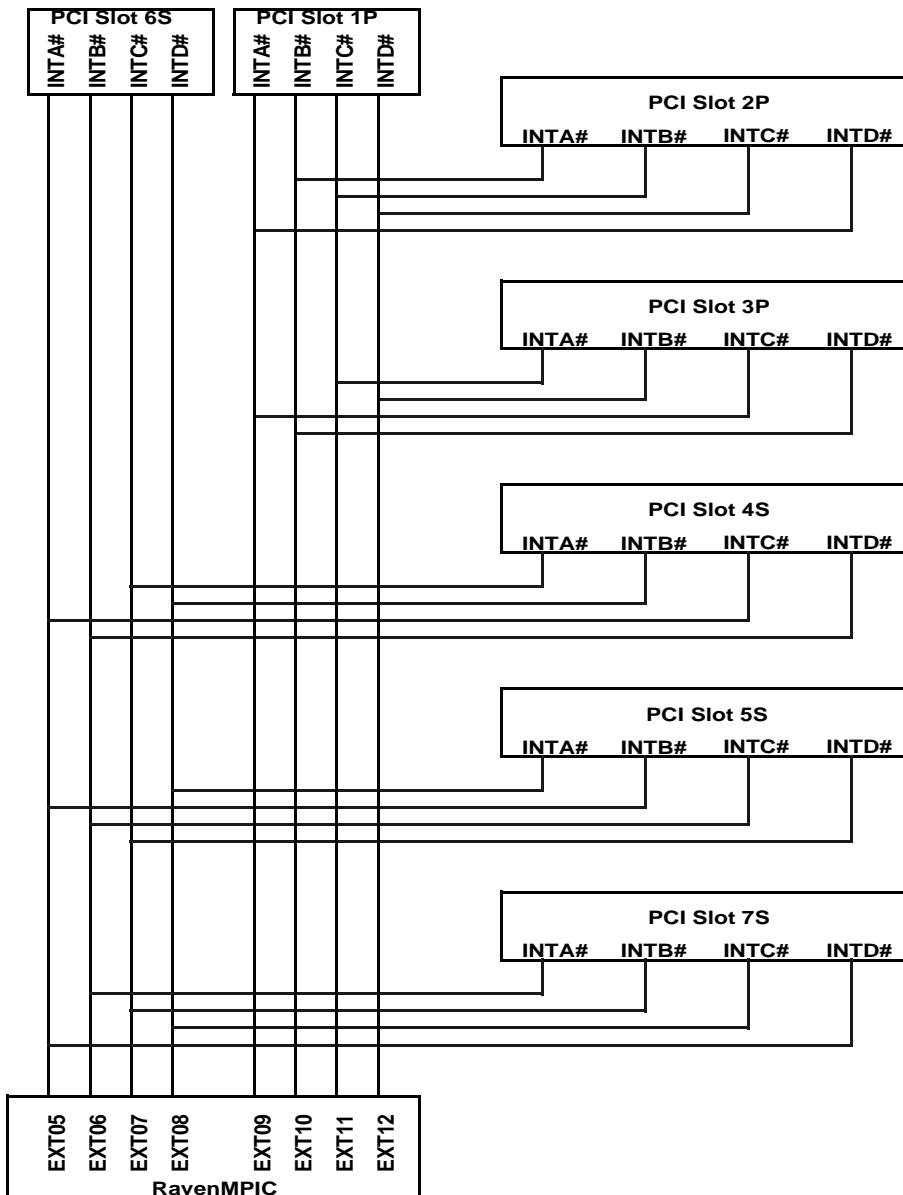 PCI Slot 6S
INTA# INTB# INTC# INTD#
PCI Slot 1P
INTA# INTB# INTC# INTD#
PCI Slot 2P
INTA# INTB# INTC# INTD#
PCI Slot 3P
INTA# INTB# INTC# INTD#
PCI Slot 4S
INTA# INTB# INTC# INTD#
PCI Slot 5S
INTA# INTB# INTC# INTD#
PCI Slot 7S
INTA# INTB# INTC# INTD#
EXT05 EXT06 EXT07 EXT08 EXT09 EXT10 EXT11 EXT12
RavenMPIC